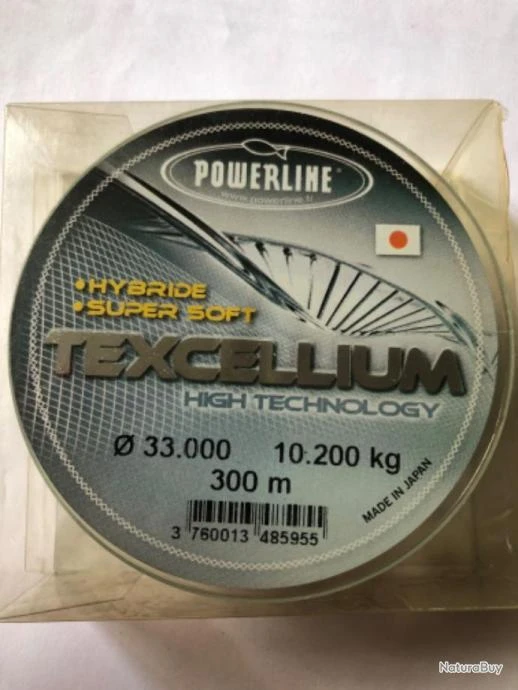 POWERLINE®
www.powerline.fr
• HYBRIDE
• SUPER SOFT
TEXCELLIUM
HIGH TECHNOLOGY
Ø 33.000 10.200 kg
300 m
MADE IN JAPAN
3 760013 485955
NaturaBuy